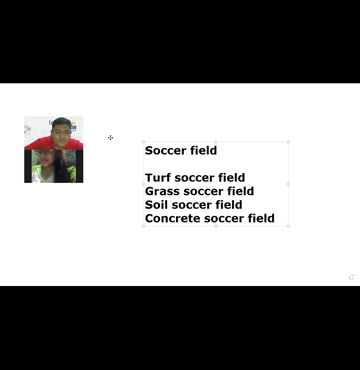 Soccer field
Turf soccer field
Grass soccer field
Soil soccer field
Concrete soccer field